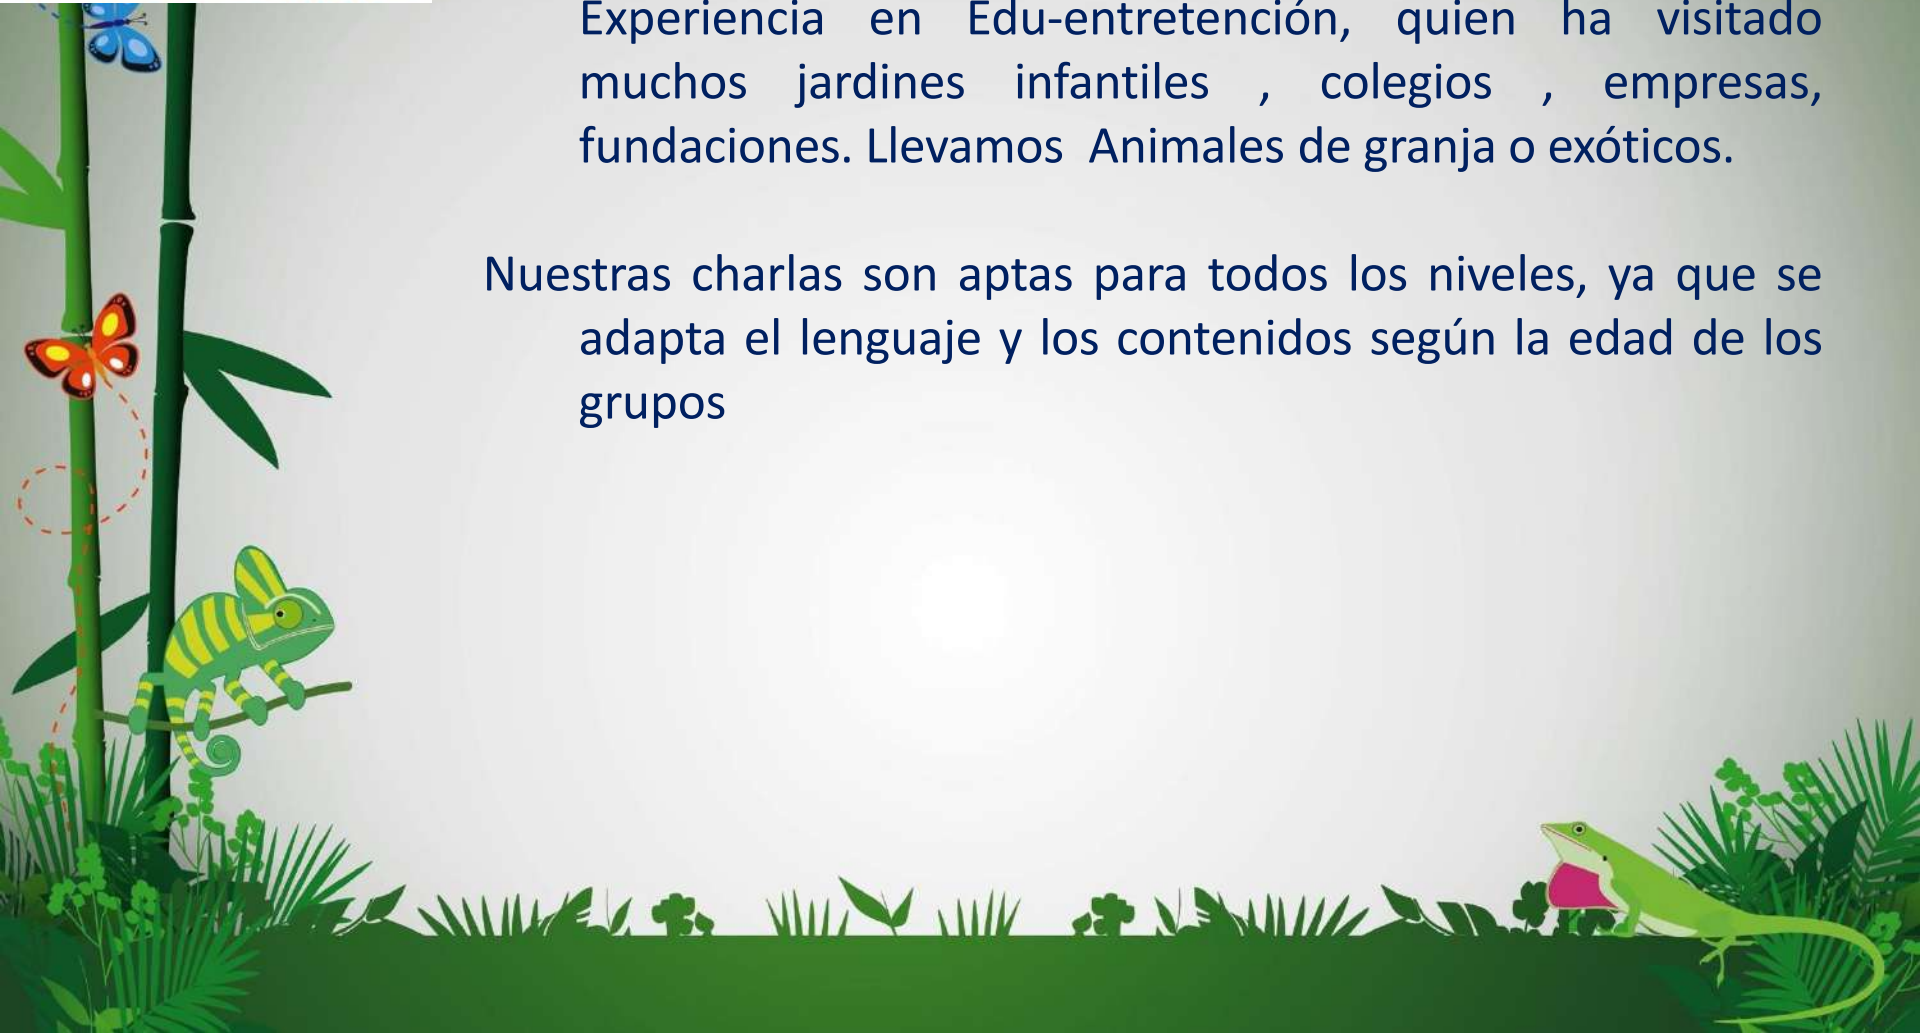 Experiencia en Edu-entretención, quien ha visitado
muchos jardines infantiles , colegios , empresas,
fundaciones. Llevamos Animales de granja o exóticos.
Nuestras charlas son aptas para todos los niveles, ya que se
adapta el lenguaje y los contenidos según la edad de los
grupos